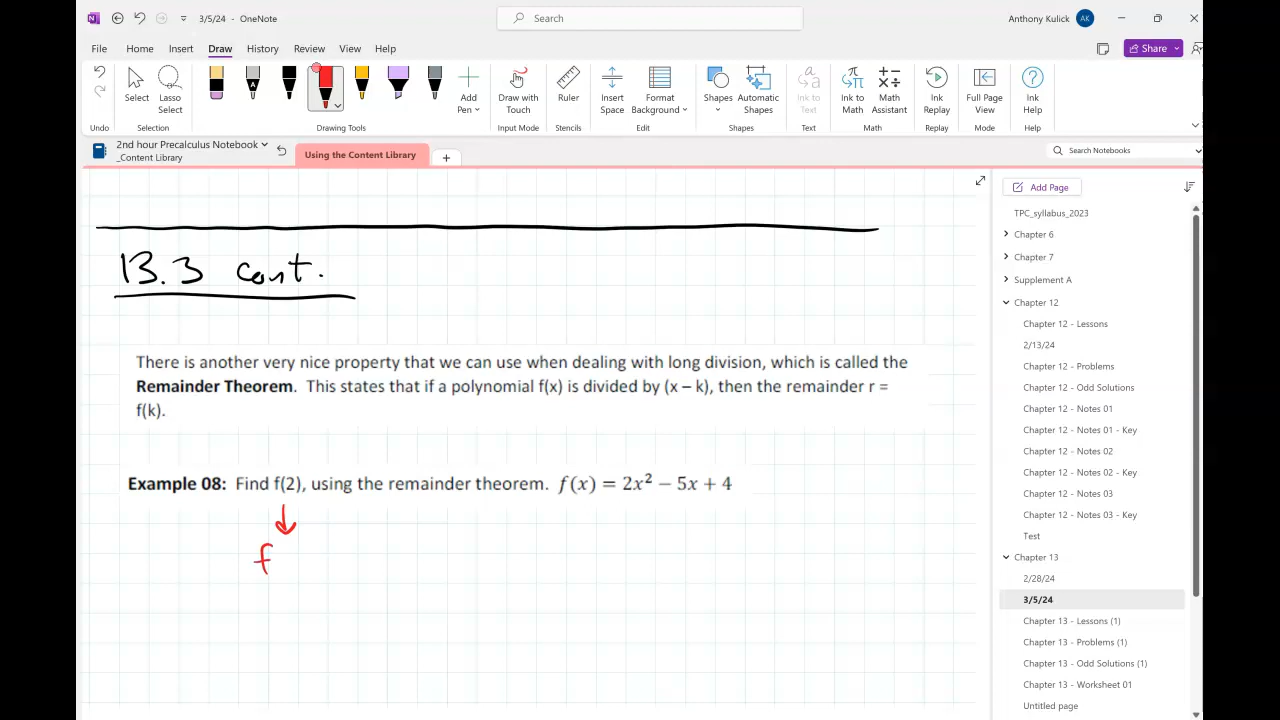 3/5/24 - OneNote
Search
Anthony Kulick
AK
File Home Insert Draw History Review View Help
Share
Undo
Select
Lasso Select
Selection
A
Add Pen
Drawing Tools
Draw with Touch
Input Mode
Ruler
Stencils
Insert Space
Format Background
Edit
Shapes
Automatic Shapes
Shapes
Ink to Text
Text
Ink to Math
Math Assistant
Math
Ink Replay
Replay
Full Page View
Mode
Ink Help
Help
2nd hour Precalculus Notebook
_Content Library
Using the Content Library
Search Notebooks
13.3 cont.
There is another very nice property that we can use when dealing with long division, which is called the
Remainder Theorem. This states that if a polynomial f(x) is divided by (x – k), then the remainder r =
f(k).
Example 08: Find f(2), using the remainder theorem. f(x) = 2x² − 5x + 4
f
Add Page
TPC_syllabus_2023
Chapter 6
Chapter 7
Supplement A
Chapter 12
Chapter 12 - Lessons
2/13/24
Chapter 12 - Problems
Chapter 12 - Odd Solutions
Chapter 12 - Notes 01
Chapter 12 - Notes 01 - Key
Chapter 12 - Notes 02
Chapter 12 - Notes 02 - Key
Chapter 12 - Notes 03
Chapter 12 - Notes 03 - Key
Test
Chapter 13
2/28/24
3/5/24
Chapter 13 - Lessons (1)
Chapter 13 - Problems (1)
Chapter 13 - Odd Solutions (1)
Chapter 13 - Worksheet 01
Untitled page